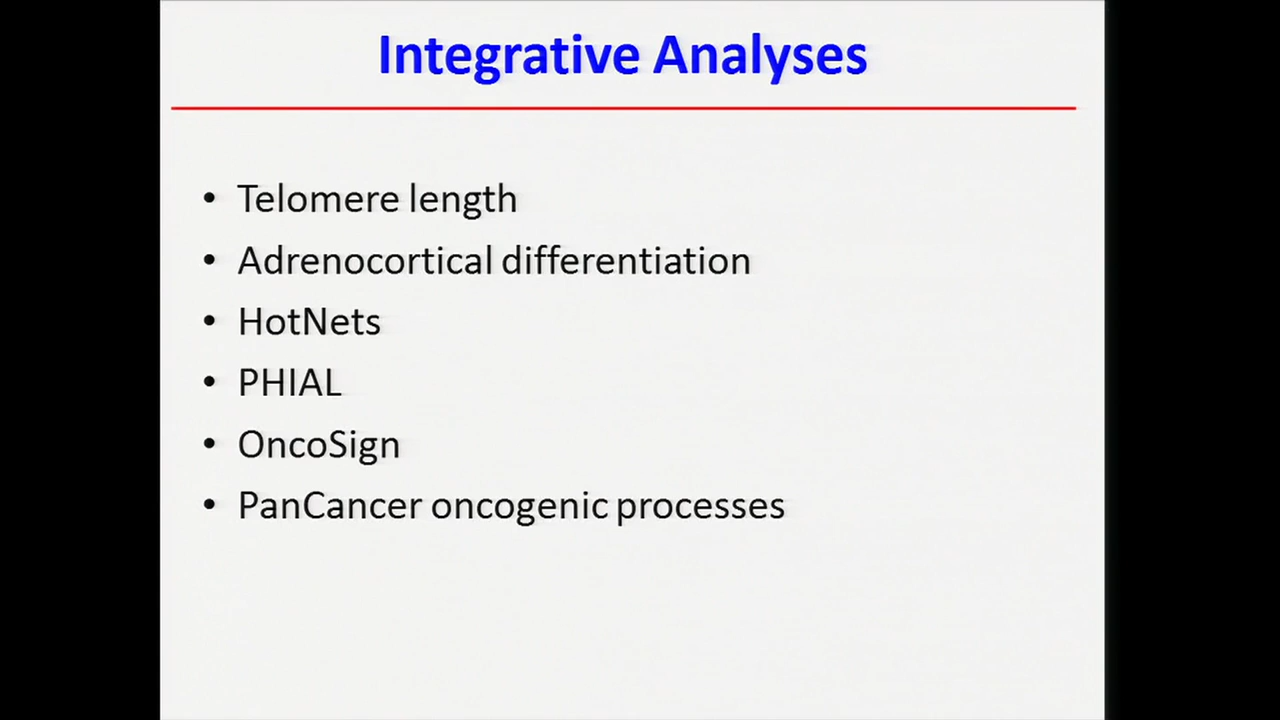 Integrative Analyses
• Telomere length
• Adrenocortical differentiation
• HotNets
• PHIAL
• OncoSign
• PanCancer oncogenic processes